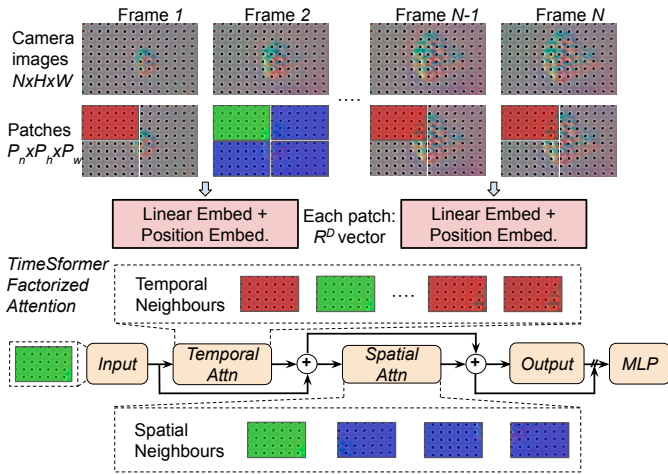 Frame 1
Frame 2
Frame N-1
Frame N
Camera
images
NxHxW
....
Patches
PnxPhxPw
Linear Embed +
Position Embed.
Each patch:
R^D vector
Linear Embed +
Position Embed.
TimeSformer
Factorized
Attention
Temporal
Neighbours
....
Input
Temporal
Attn
+
Spatial
Attn
+
Output
MLP
Spatial
Neighbours